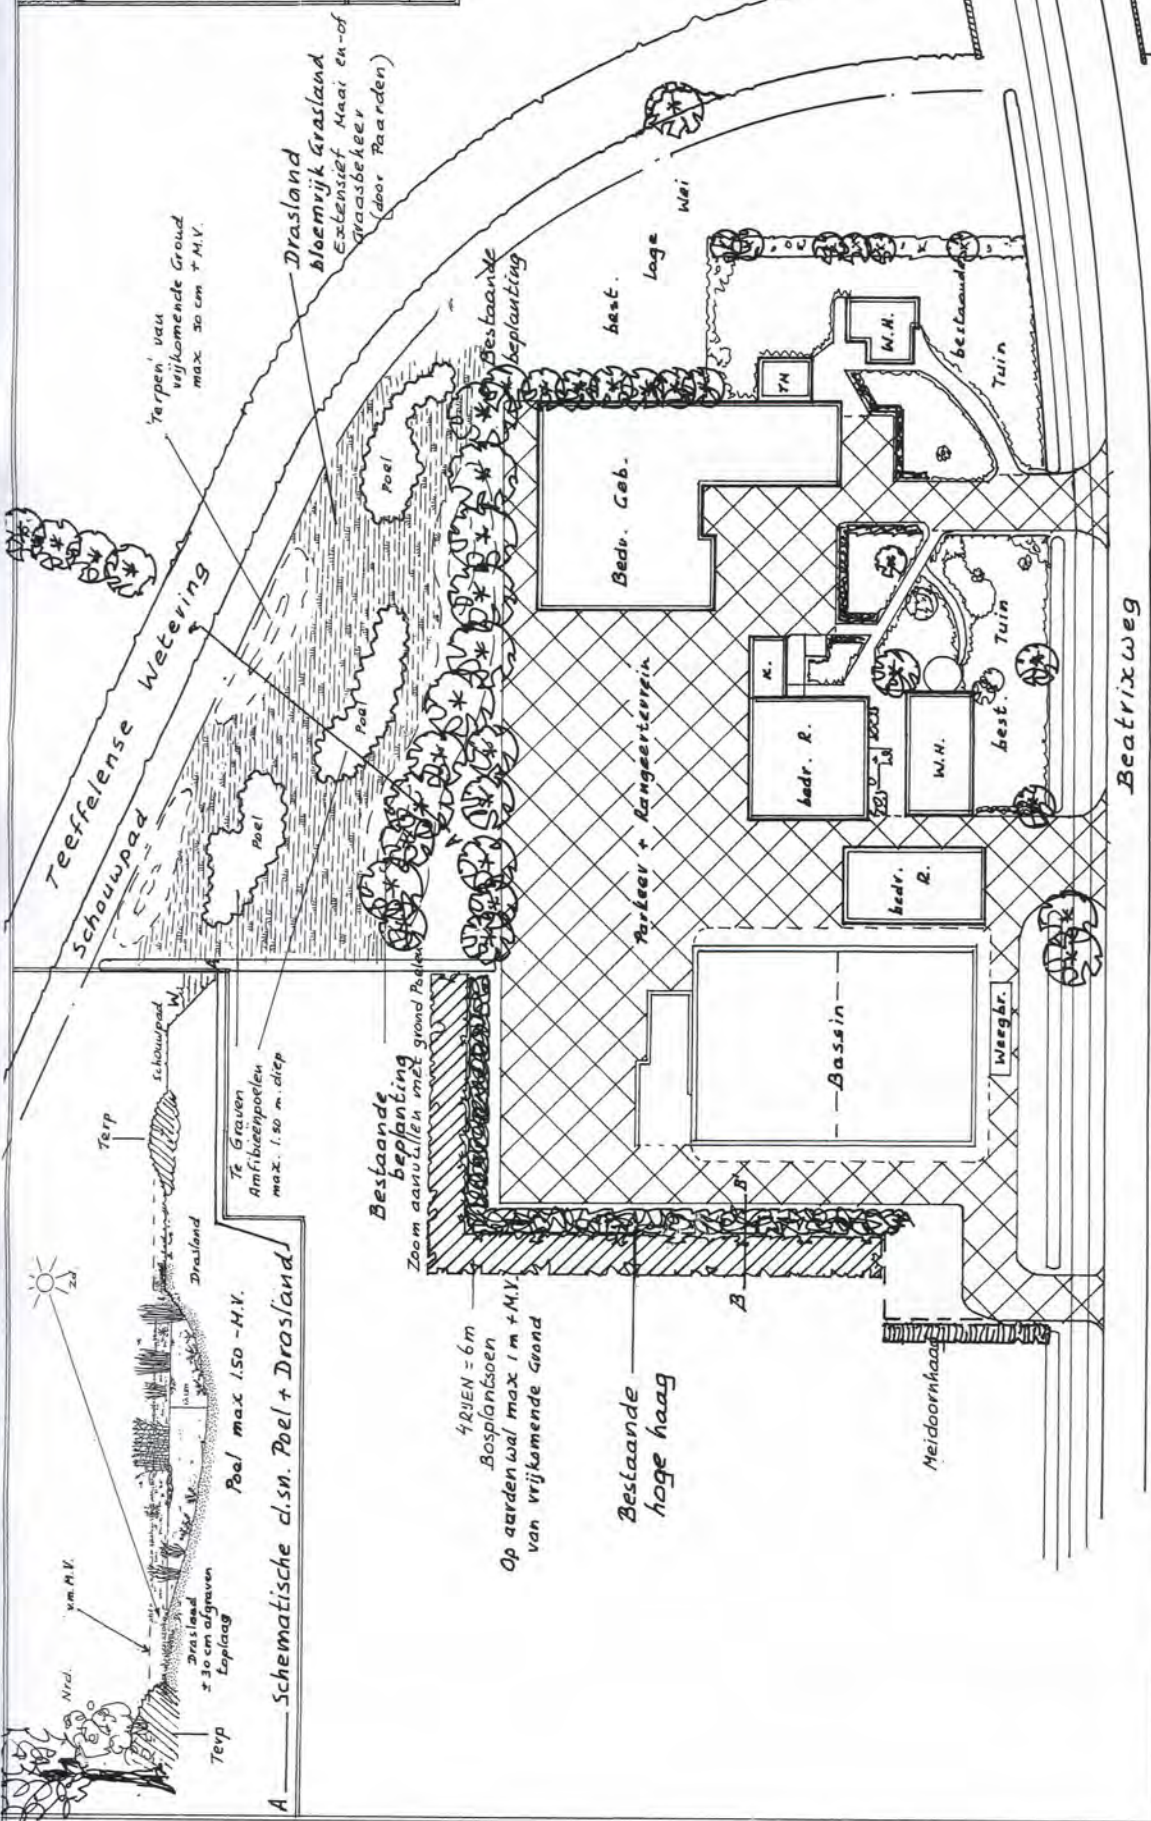 Teeffelense Wetering
Schouwpad
'Terpen' van
vrijkomende Grond
max 50 cm + M.V.
Drasland
bloemrijk Grasland
Extensief Maai en-of
Graasbeheer
(door Paarden)
Bestaande
beplanting
best. Lage Wei
Poel
Poel
Poel
A
A
Nrd.
v.m. M.V.
Zd
Terp
Terp
Schouwpad
W.
Drasland
± 30 cm afgraven
toplaag
Drasland
Poel max 1.50 - M.V.
A — Schematische d.sn. Poel + Drasland
Te Graven
Amfibieënpoelen
max. 1.50 m. diep
Bestaande
beplanting
Zoom aanvullen met grond Poelen
4 RIJEN = 6m
Bosplantsoen
Op aarden wal max 1 m + M.V.
van vrijkomende Grond
Bestaande
hoge haag
B
B'
Meidoornhaag
Parkeer + Rangeerterrein
Bassin
Weegbr.
bedr.
R.
bedr. R.
K.
W.H.
best. Tuin
Bedr. Geb.
TH
W.H.
bestaande
Tuin
Beatrixweg